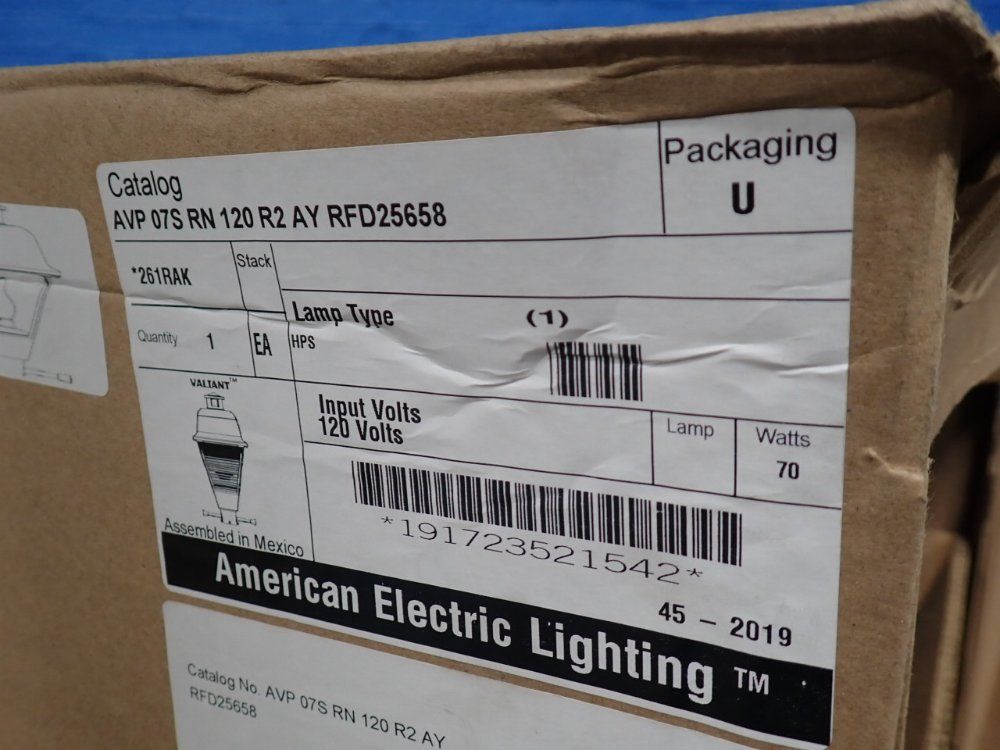 Catalog
AVP 07S RN 120 R2 AY RFD25658
Packaging
U
*261RAK
Stack
Quantity 1 EA
Lamp Type (1)
HPS
VALIANT™
Input Volts
120 Volts
Lamp
Watts
70
*191723521542*
Assembled in Mexico
45 - 2019
American Electric Lighting ™
Catalog No. AVP 07S RN 120 R2 AY
RFD25658